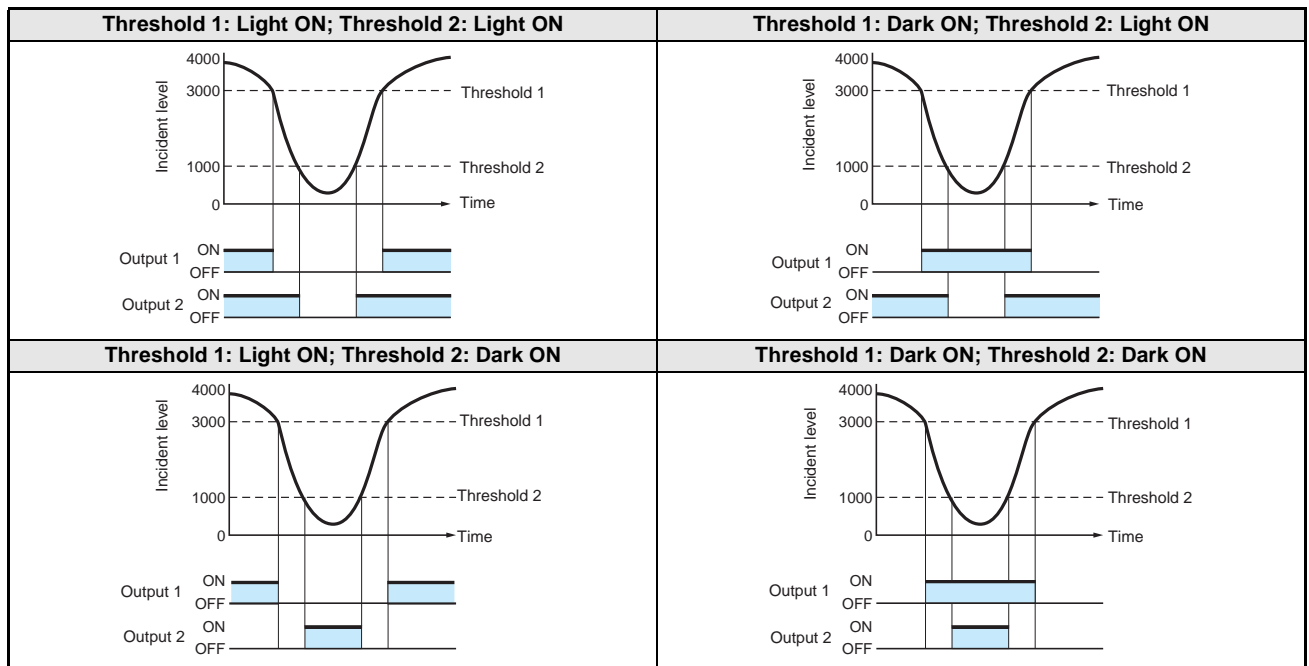 Threshold 1: Light ON; Threshold 2: Light ON
4000
3000
1000
0
Incident level
Threshold 1
Threshold 2
Time
Output 1
ON
OFF
Output 2
ON
OFF
Threshold 1: Dark ON; Threshold 2: Light ON
4000
3000
1000
0
Incident level
Threshold 1
Threshold 2
Time
Output 1
ON
OFF
Output 2
ON
OFF
Threshold 1: Light ON; Threshold 2: Dark ON
4000
3000
1000
0
Incident level
Threshold 1
Threshold 2
Time
Output 1
ON
OFF
Output 2
ON
OFF
Threshold 1: Dark ON; Threshold 2: Dark ON
4000
3000
1000
0
Incident level
Threshold 1
Threshold 2
Time
Output 1
ON
OFF
Output 2
ON
OFF